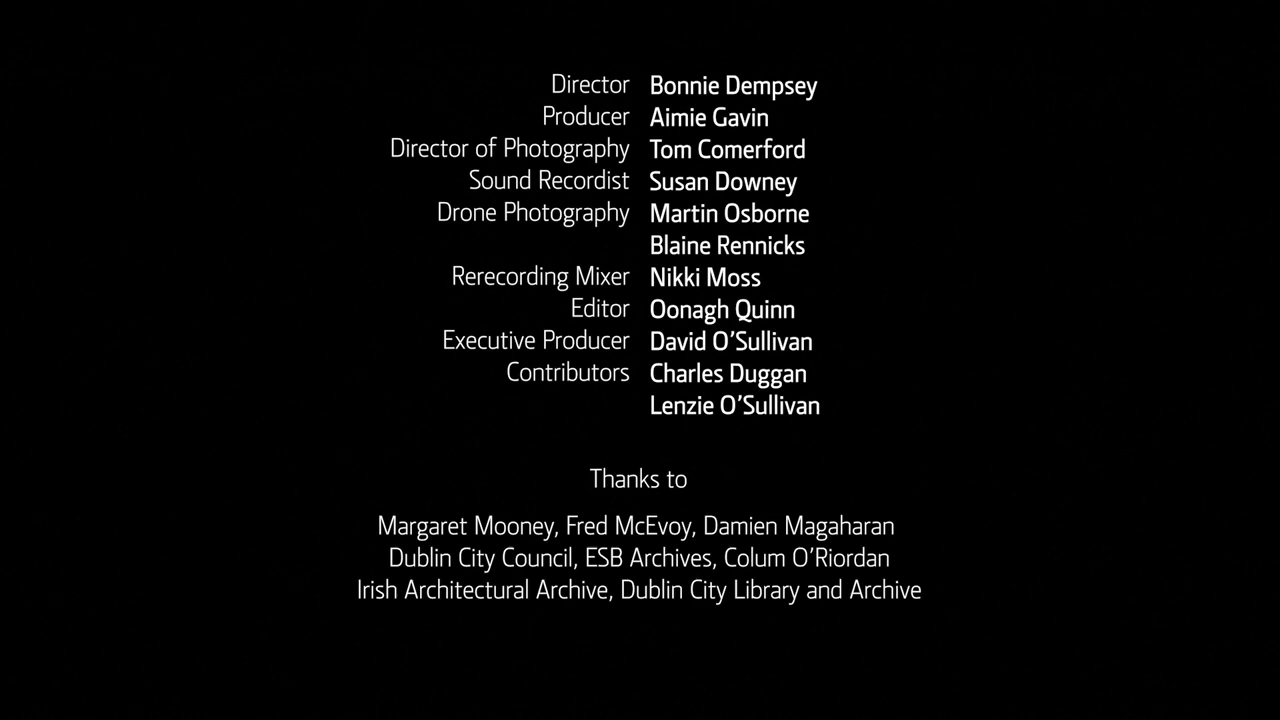 Director Bonnie Dempsey
Producer Aimie Gavin
Director of Photography Tom Comerford
Sound Recordist Susan Downey
Drone Photography Martin Osborne
Blaine Rennicks
Rerecording Mixer Nikki Moss
Editor Oonagh Quinn
Executive Producer David O’Sullivan
Contributors Charles Duggan
Lenzie O’Sullivan
Thanks to
Margaret Mooney, Fred McEvoy, Damien Magaharan
Dublin City Council, ESB Archives, Colum O’Riordan
Irish Architectural Archive, Dublin City Library and Archive